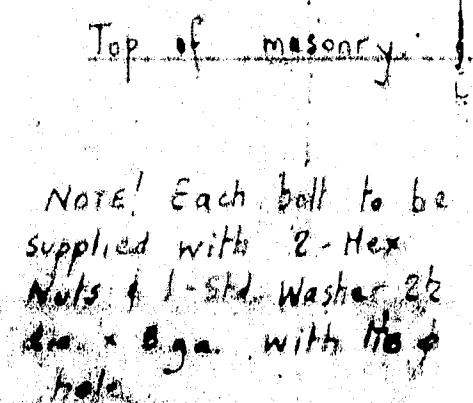 Top of masonry.
NOTE! Each bolt to be
supplied with 2-Hex
Nuts & 1-Std. Washer 2½
dia. × 8 ga. with ø
hole